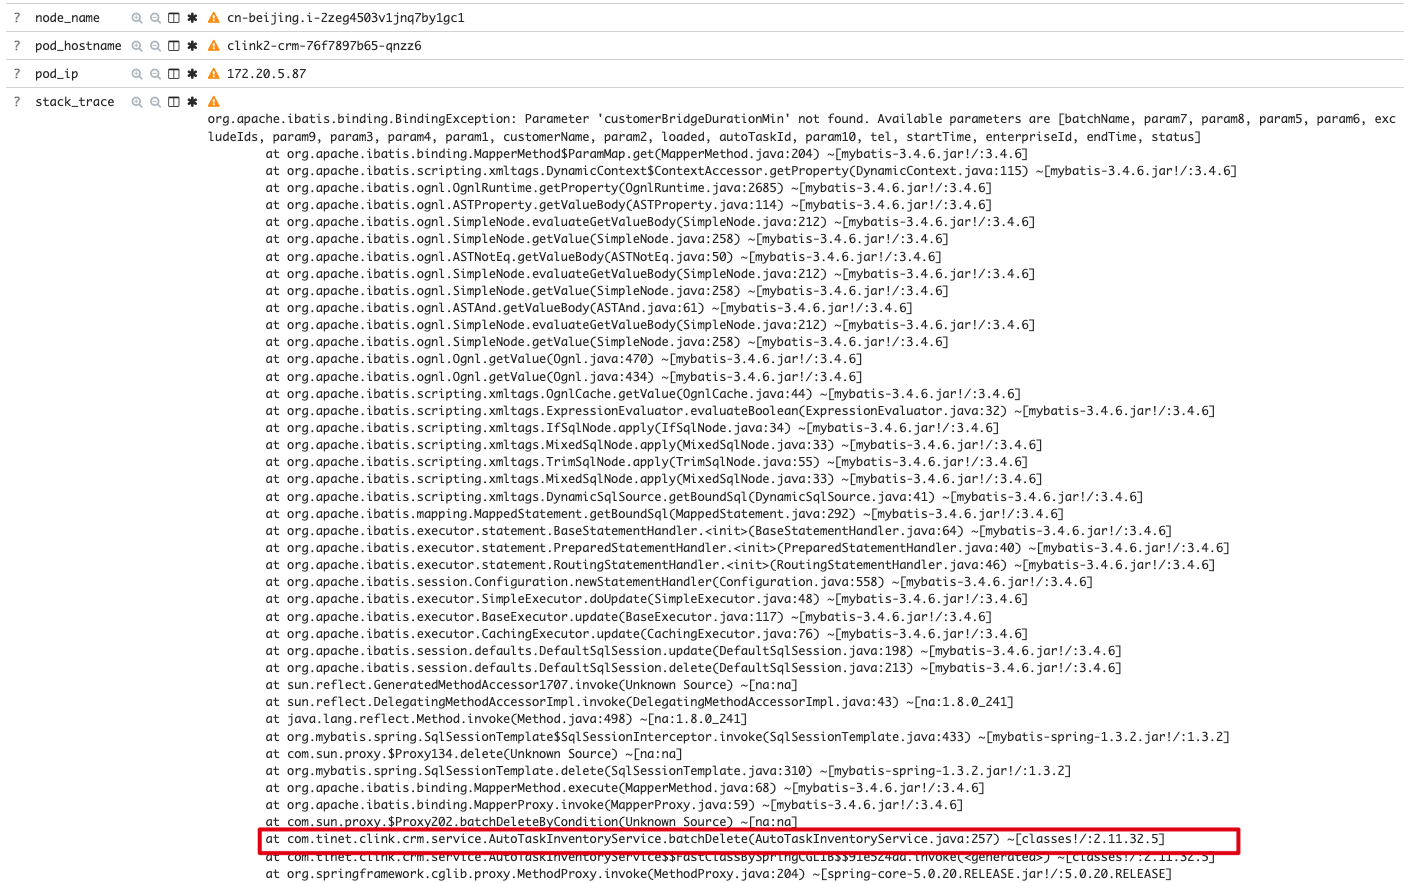 ? node_name cn-beijing.i-2zeg4503v1jnq7by1gc1
? pod_hostname clink2-crm-76f7897b65-qnzz6
? pod_ip 172.20.5.87
? stack_trace
org.apache.ibatis.binding.BindingException: Parameter 'customerBridgeDurationMin' not found. Available parameters are [batchName, param7, param8, param5, param6, exc
ludeIds, param9, param3, param4, param1, customerName, param2, loaded, autoTaskId, param10, tel, startTime, enterpriseId, endTime, status]
at org.apache.ibatis.binding.MapperMethod$ParamMap.get(MapperMethod.java:204) ~[mybatis-3.4.6.jar!/:3.4.6]
at org.apache.ibatis.scripting.xmltags.DynamicContext$ContextAccessor.getProperty(DynamicContext.java:115) ~[mybatis-3.4.6.jar!/:3.4.6]
at org.apache.ibatis.ognl.OgnlRuntime.getProperty(OgnlRuntime.java:2685) ~[mybatis-3.4.6.jar!/:3.4.6]
at org.apache.ibatis.ognl.ASTProperty.getValueBody(ASTProperty.java:114) ~[mybatis-3.4.6.jar!/:3.4.6]
at org.apache.ibatis.ognl.SimpleNode.evaluateGetValueBody(SimpleNode.java:212) ~[mybatis-3.4.6.jar!/:3.4.6]
at org.apache.ibatis.ognl.SimpleNode.getValue(SimpleNode.java:258) ~[mybatis-3.4.6.jar!/:3.4.6]
at org.apache.ibatis.ognl.ASTNotEq.getValueBody(ASTNotEq.java:50) ~[mybatis-3.4.6.jar!/:3.4.6]
at org.apache.ibatis.ognl.SimpleNode.evaluateGetValueBody(SimpleNode.java:212) ~[mybatis-3.4.6.jar!/:3.4.6]
at org.apache.ibatis.ognl.SimpleNode.getValue(SimpleNode.java:258) ~[mybatis-3.4.6.jar!/:3.4.6]
at org.apache.ibatis.ognl.ASTAnd.getValueBody(ASTAnd.java:61) ~[mybatis-3.4.6.jar!/:3.4.6]
at org.apache.ibatis.ognl.SimpleNode.evaluateGetValueBody(SimpleNode.java:212) ~[mybatis-3.4.6.jar!/:3.4.6]
at org.apache.ibatis.ognl.SimpleNode.getValue(SimpleNode.java:258) ~[mybatis-3.4.6.jar!/:3.4.6]
at org.apache.ibatis.ognl.Ognl.getValue(Ognl.java:470) ~[mybatis-3.4.6.jar!/:3.4.6]
at org.apache.ibatis.ognl.Ognl.getValue(Ognl.java:434) ~[mybatis-3.4.6.jar!/:3.4.6]
at org.apache.ibatis.scripting.xmltags.OgnlCache.getValue(OgnlCache.java:44) ~[mybatis-3.4.6.jar!/:3.4.6]
at org.apache.ibatis.scripting.xmltags.ExpressionEvaluator.evaluateBoolean(ExpressionEvaluator.java:32) ~[mybatis-3.4.6.jar!/:3.4.6]
at org.apache.ibatis.scripting.xmltags.IfSqlNode.apply(IfSqlNode.java:34) ~[mybatis-3.4.6.jar!/:3.4.6]
at org.apache.ibatis.scripting.xmltags.MixedSqlNode.apply(MixedSqlNode.java:33) ~[mybatis-3.4.6.jar!/:3.4.6]
at org.apache.ibatis.scripting.xmltags.TrimSqlNode.apply(TrimSqlNode.java:55) ~[mybatis-3.4.6.jar!/:3.4.6]
at org.apache.ibatis.scripting.xmltags.MixedSqlNode.apply(MixedSqlNode.java:33) ~[mybatis-3.4.6.jar!/:3.4.6]
at org.apache.ibatis.scripting.xmltags.DynamicSqlSource.getBoundSql(DynamicSqlSource.java:41) ~[mybatis-3.4.6.jar!/:3.4.6]
at org.apache.ibatis.mapping.MappedStatement.getBoundSql(MappedStatement.java:292) ~[mybatis-3.4.6.jar!/:3.4.6]
at org.apache.ibatis.executor.statement.BaseStatementHandler.<init>(BaseStatementHandler.java:64) ~[mybatis-3.4.6.jar!/:3.4.6]
at org.apache.ibatis.executor.statement.PreparedStatementHandler.<init>(PreparedStatementHandler.java:40) ~[mybatis-3.4.6.jar!/:3.4.6]
at org.apache.ibatis.executor.statement.RoutingStatementHandler.<init>(RoutingStatementHandler.java:46) ~[mybatis-3.4.6.jar!/:3.4.6]
at org.apache.ibatis.session.Configuration.newStatementHandler(Configuration.java:558) ~[mybatis-3.4.6.jar!/:3.4.6]
at org.apache.ibatis.executor.SimpleExecutor.doUpdate(SimpleExecutor.java:48) ~[mybatis-3.4.6.jar!/:3.4.6]
at org.apache.ibatis.executor.BaseExecutor.update(BaseExecutor.java:117) ~[mybatis-3.4.6.jar!/:3.4.6]
at org.apache.ibatis.executor.CachingExecutor.update(CachingExecutor.java:76) ~[mybatis-3.4.6.jar!/:3.4.6]
at org.apache.ibatis.session.defaults.DefaultSqlSession.update(DefaultSqlSession.java:198) ~[mybatis-3.4.6.jar!/:3.4.6]
at org.apache.ibatis.session.defaults.DefaultSqlSession.delete(DefaultSqlSession.java:213) ~[mybatis-3.4.6.jar!/:3.4.6]
at sun.reflect.GeneratedMethodAccessor1707.invoke(Unknown Source) ~[na:na]
at sun.reflect.DelegatingMethodAccessorImpl.invoke(DelegatingMethodAccessorImpl.java:43) ~[na:1.8.0_241]
at java.lang.reflect.Method.invoke(Method.java:498) ~[na:1.8.0_241]
at org.mybatis.spring.SqlSessionTemplate$SqlSessionInterceptor.invoke(SqlSessionTemplate.java:433) ~[mybatis-spring-1.3.2.jar!/:1.3.2]
at com.sun.proxy.$Proxy134.delete(Unknown Source) ~[na:na]
at org.mybatis.spring.SqlSessionTemplate.delete(SqlSessionTemplate.java:310) ~[mybatis-spring-1.3.2.jar!/:1.3.2]
at org.apache.ibatis.binding.MapperMethod.execute(MapperMethod.java:68) ~[mybatis-3.4.6.jar!/:3.4.6]
at org.apache.ibatis.binding.MapperProxy.invoke(MapperProxy.java:59) ~[mybatis-3.4.6.jar!/:3.4.6]
at com.sun.proxy.$Proxy202.batchDeleteByCondition(Unknown Source) ~[na:na]
at com.tinet.clink.crm.service.AutoTaskInventoryService.batchDelete(AutoTaskInventoryService.java:257) ~[classes!/:2.11.32.5]
at com.tinet.clink.crm.service.AutoTaskInventoryService$$FastClassBySpringCGLIB$$91e524da.invoke(<generated>) ~[classes!/:2.11.32.5]
at org.springframework.cglib.proxy.MethodProxy.invoke(MethodProxy.java:204) ~[spring-core-5.0.20.RELEASE.jar!/:5.0.20.RELEASE]